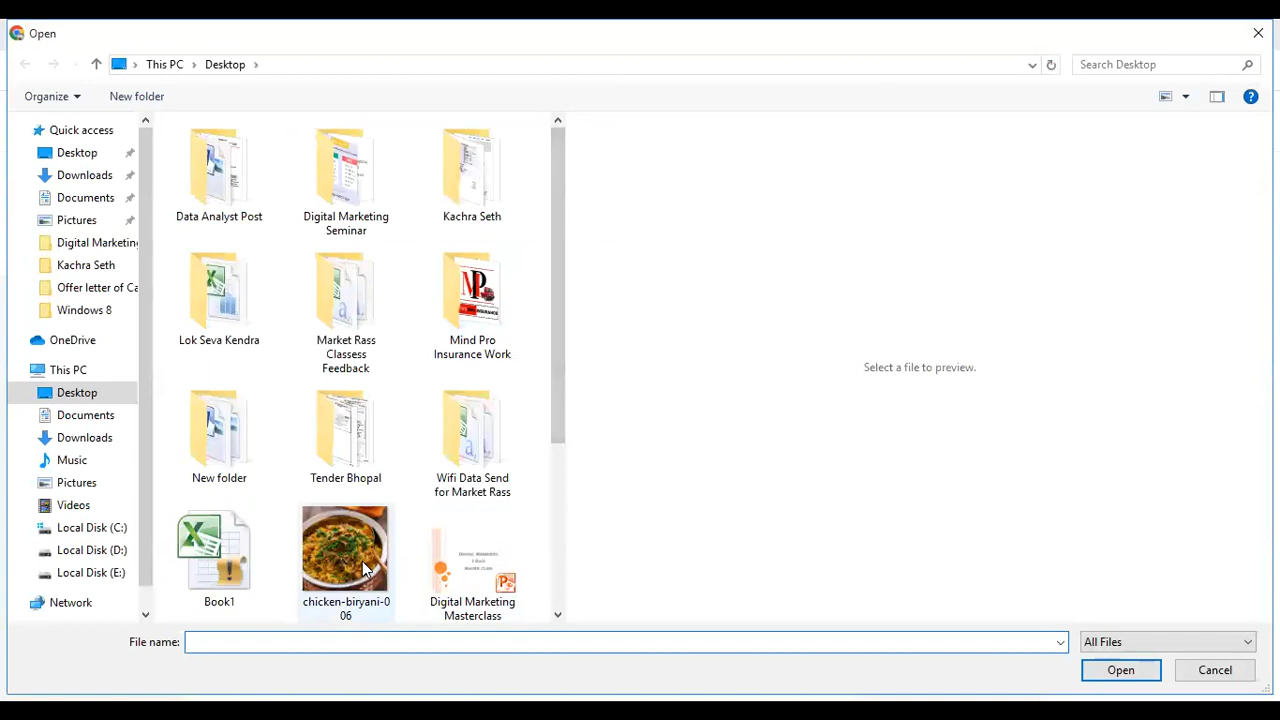 Open
This PC
Desktop
Search Desktop
Organize
New folder
Quick access
Desktop
Downloads
Documents
Pictures
Digital Marketing
Kachra Seth
Offer letter of Ca
Windows 8
OneDrive
This PC
Desktop
Documents
Downloads
Music
Pictures
Videos
Local Disk (C:)
Local Disk (D:)
Local Disk (E:)
Network
Data Analyst Post
Digital Marketing
Seminar
Kachra Seth
Lok Seva Kendra
Market Rass
Classess
Feedback
Mind Pro
Insurance Work
New folder
Tender Bhopal
Wifi Data Send
for Market Rass
Book1
chicken-biryani-0
06
Digital Marketing
Masterclass
Select a file to preview.
File name:
All Files
Open
Cancel